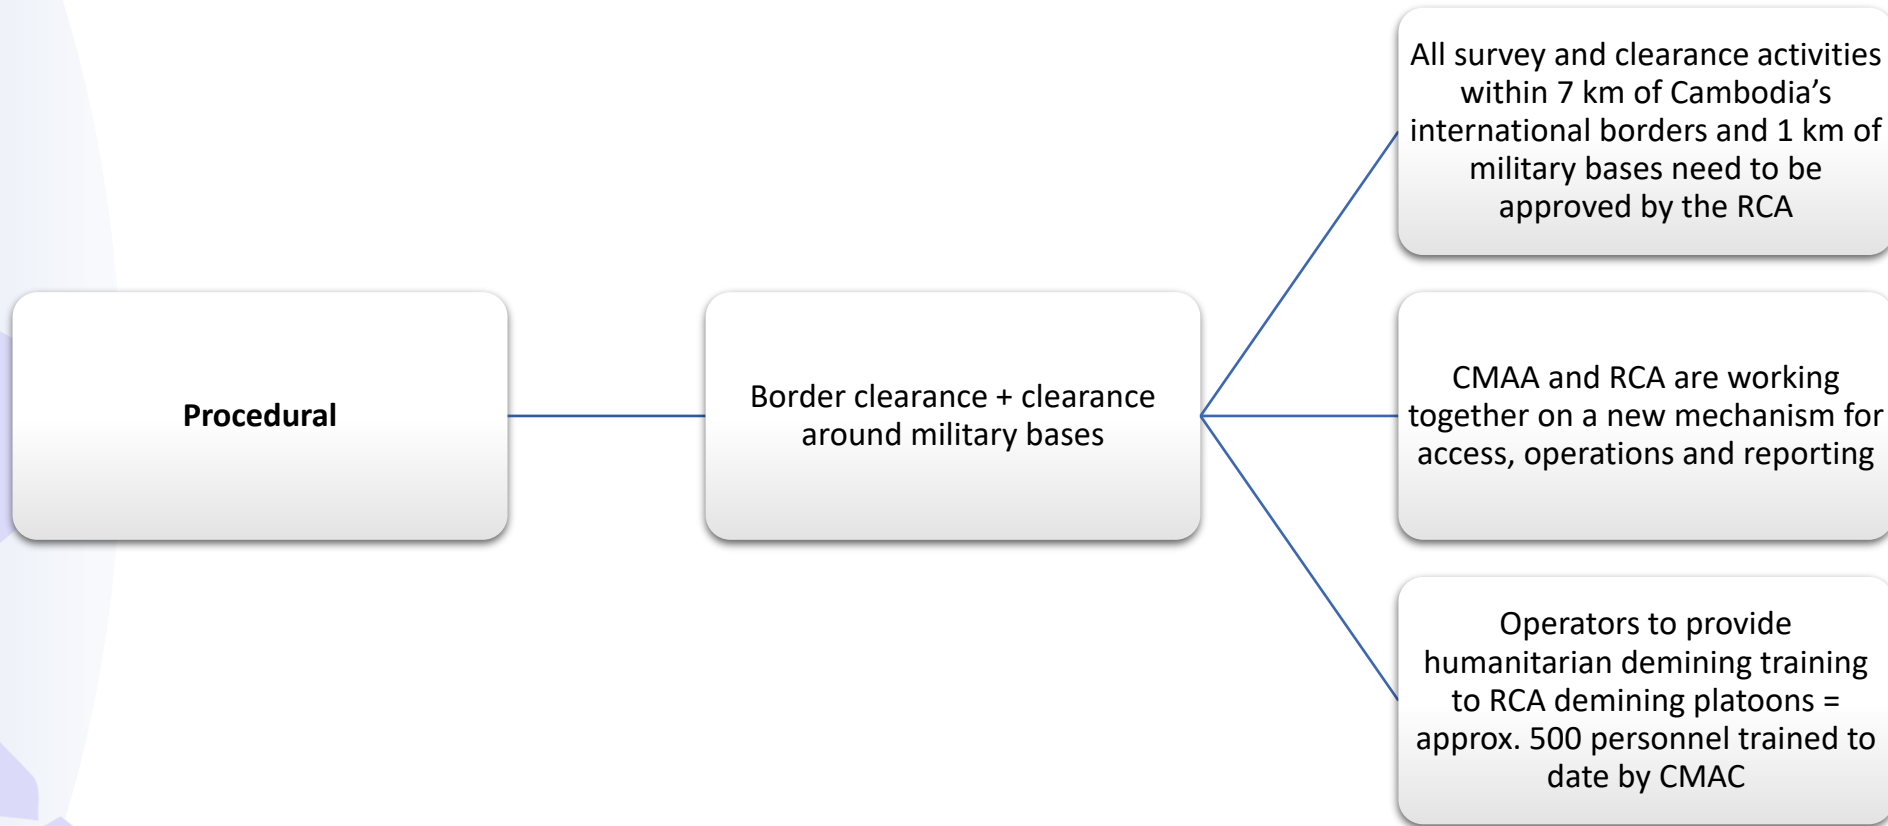 Procedural
Border clearance + clearance
around military bases
All survey and clearance activities
within 7 km of Cambodia’s
international borders and 1 km of
military bases need to be
approved by the RCA
CMAA and RCA are working
together on a new mechanism for
access, operations and reporting
Operators to provide
humanitarian demining training
to RCA demining platoons =
approx. 500 personnel trained to
date by CMAC